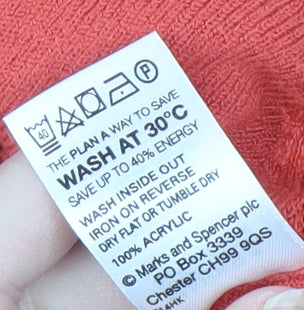 40 P
THE PLAN A WAY TO SAVE
WASH AT 30°C
SAVE UP TO 40% ENERGY
WASH INSIDE OUT
IRON ON REVERSE
DRY FLAT OR TUMBLE DRY
100% ACRYLIC
© Marks and Spencer plc
PO Box 3339
Chester CH99 9QS